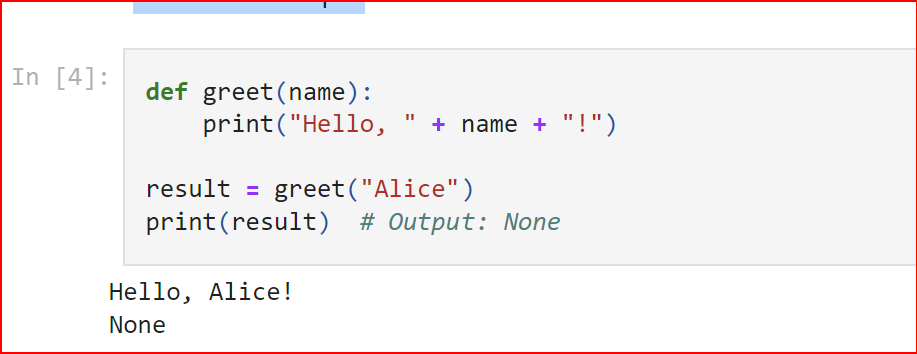 In [4]:
def greet(name):
    print("Hello, " + name + "!")
result = greet("Alice")
print(result)  # Output: None
Hello, Alice!
None